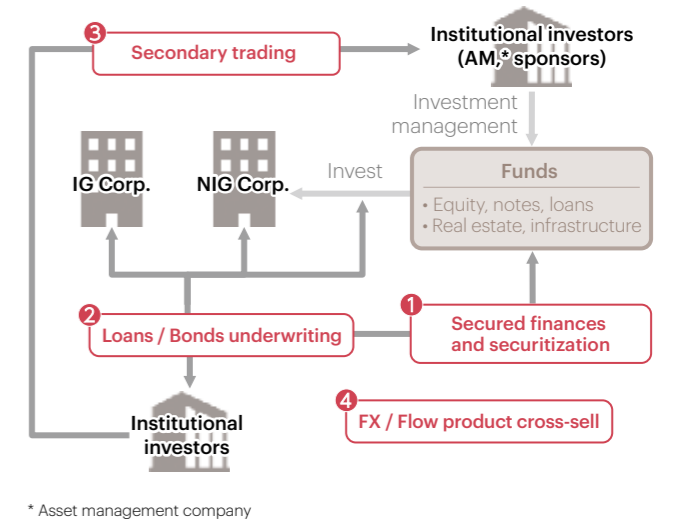 3
Secondary trading
Institutional investors
(AM,* sponsors)
Investment
management
IG Corp.
NIG Corp.
Invest
Funds
• Equity, notes, loans
• Real estate, infrastructure
2
Loans / Bonds underwriting
1
Secured finances
and securitization
4
FX / Flow product cross-sell
Institutional
investors
* Asset management company